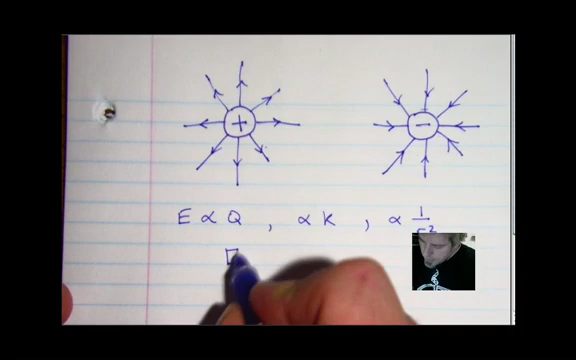 + −
E ∝ Q , ∝ K , ∝ 1/r²